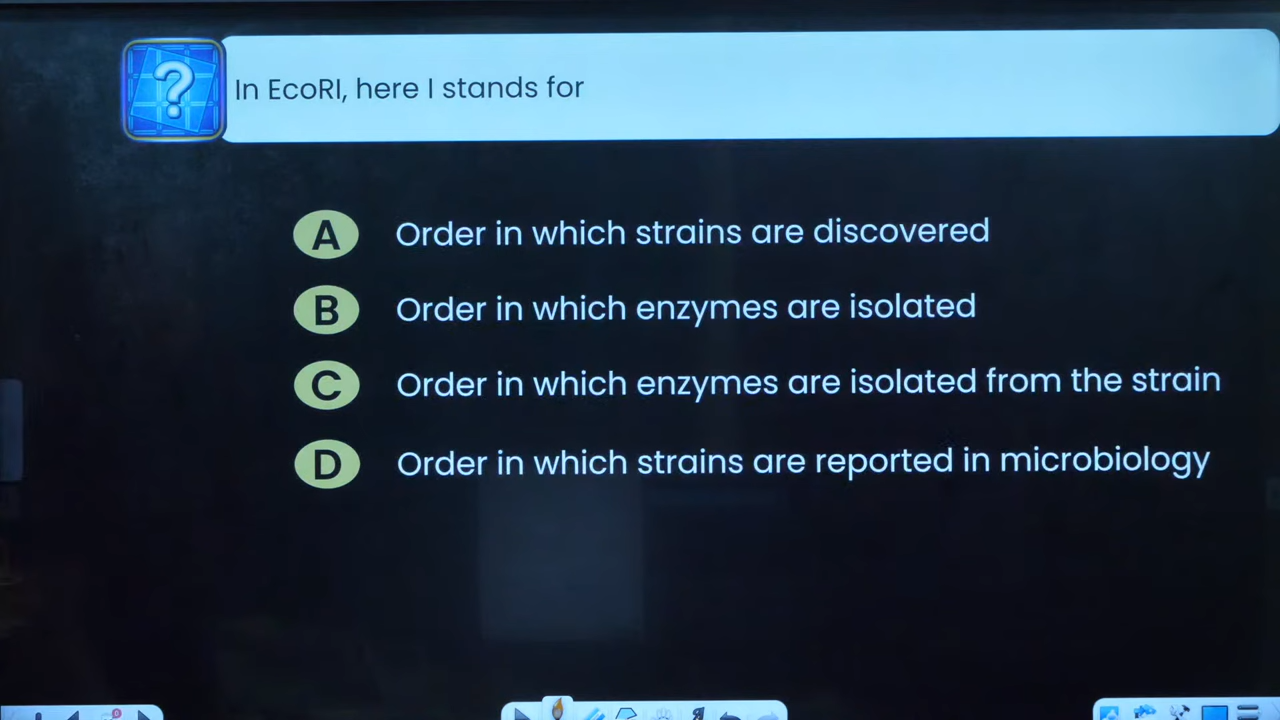 ?
In EcoRI, here I stands for
A Order in which strains are discovered
B Order in which enzymes are isolated
C Order in which enzymes are isolated from the strain
D Order in which strains are reported in microbiology